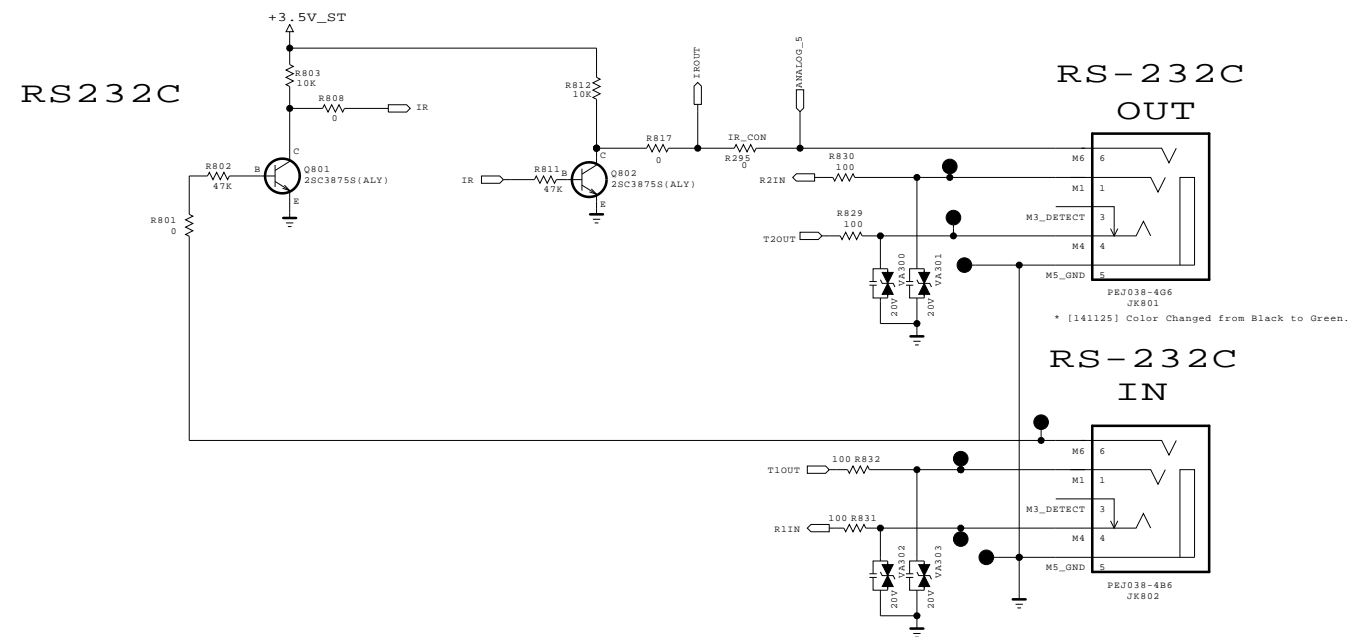 RS232C
+3.5V_ST
R803
10K
R808
0
IR
R802
47K
B
C
E
Q801
2SC3875S(ALY)
R801
0
R812
10K
IR
R811
47K
B
C
E
Q802
2SC3875S(ALY)
R817
0
IROUT
IR_CON
R295
0
ANALOG_5
R2IN
R830
100
T2OUT
R829
100
VA300
20V
VA301
20V
RS-232C
OUT
M6
6
M1
1
M3_DETECT
3
M4
4
M5_GND
5
PEJ038-4G6
JK801
* [141125] Color Changed from Black to Green.
RS-232C
IN
T1OUT
100 R832
R1IN
100 R831
VA302
20V
VA303
20V
M6
6
M1
1
M3_DETECT
3
M4
4
M5_GND
5
PEJ038-4B6
JK802